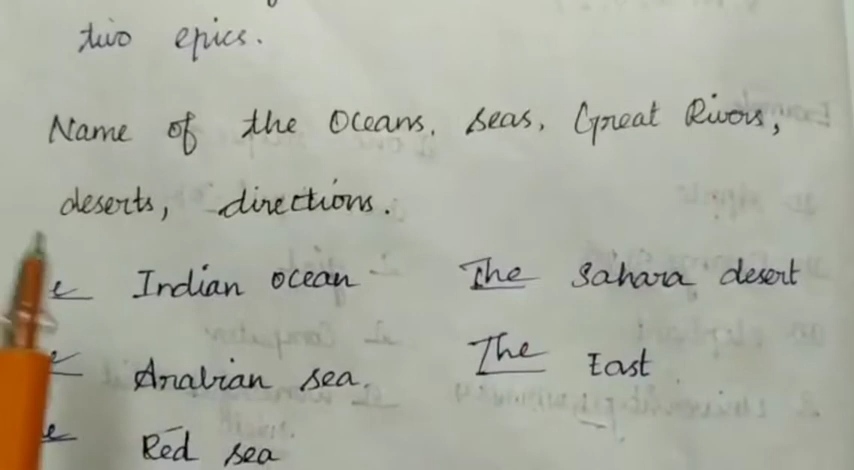 two epics.
Name of the Oceans, seas, Great Rivers,
deserts, directions.
Indian ocean The Sahara desert
Arabian sea. The East
Red sea